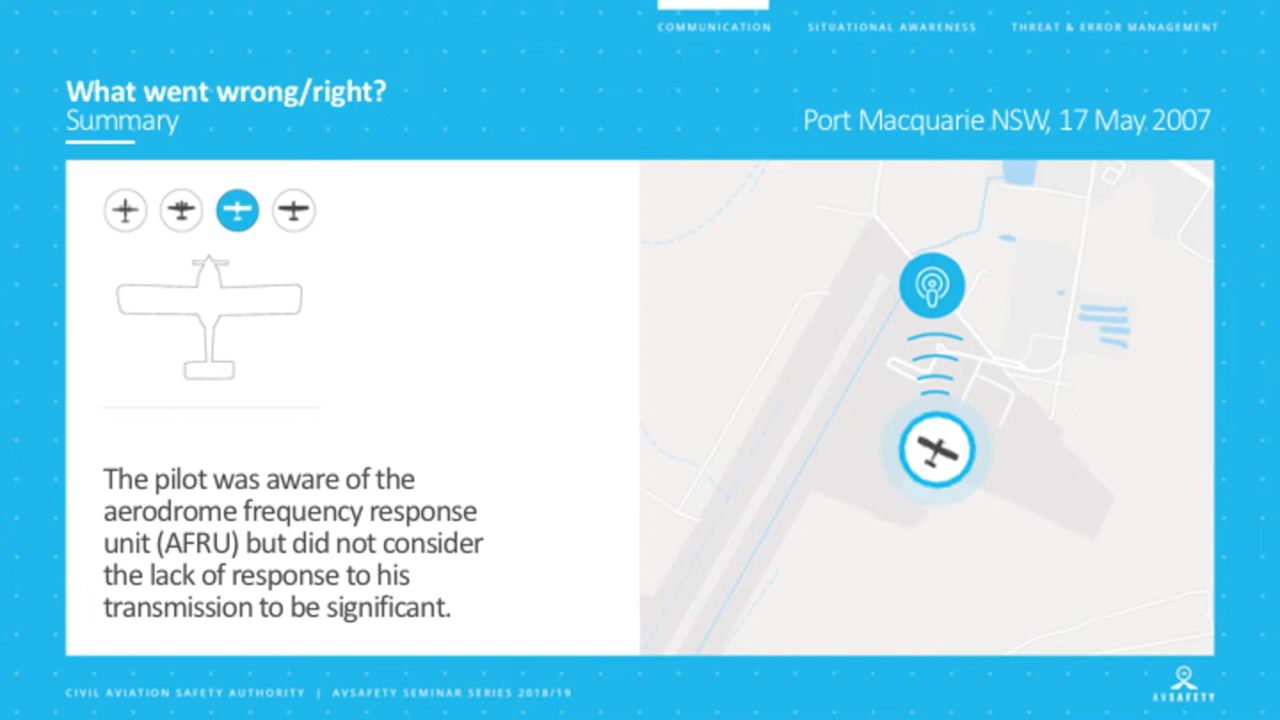 COMMUNICATION
SITUATIONAL AWARENESS
THREAT & ERROR MANAGEMENT
What went wrong/right?
Summary
Port Macquarie NSW, 17 May 2007
The pilot was aware of the
aerodrome frequency response
unit (AFRU) but did not consider
the lack of response to his
transmission to be significant.
CIVIL AVIATION SAFETY AUTHORITY | AVSAFETY SEMINAR SERIES 2018/19
AVSAFETY